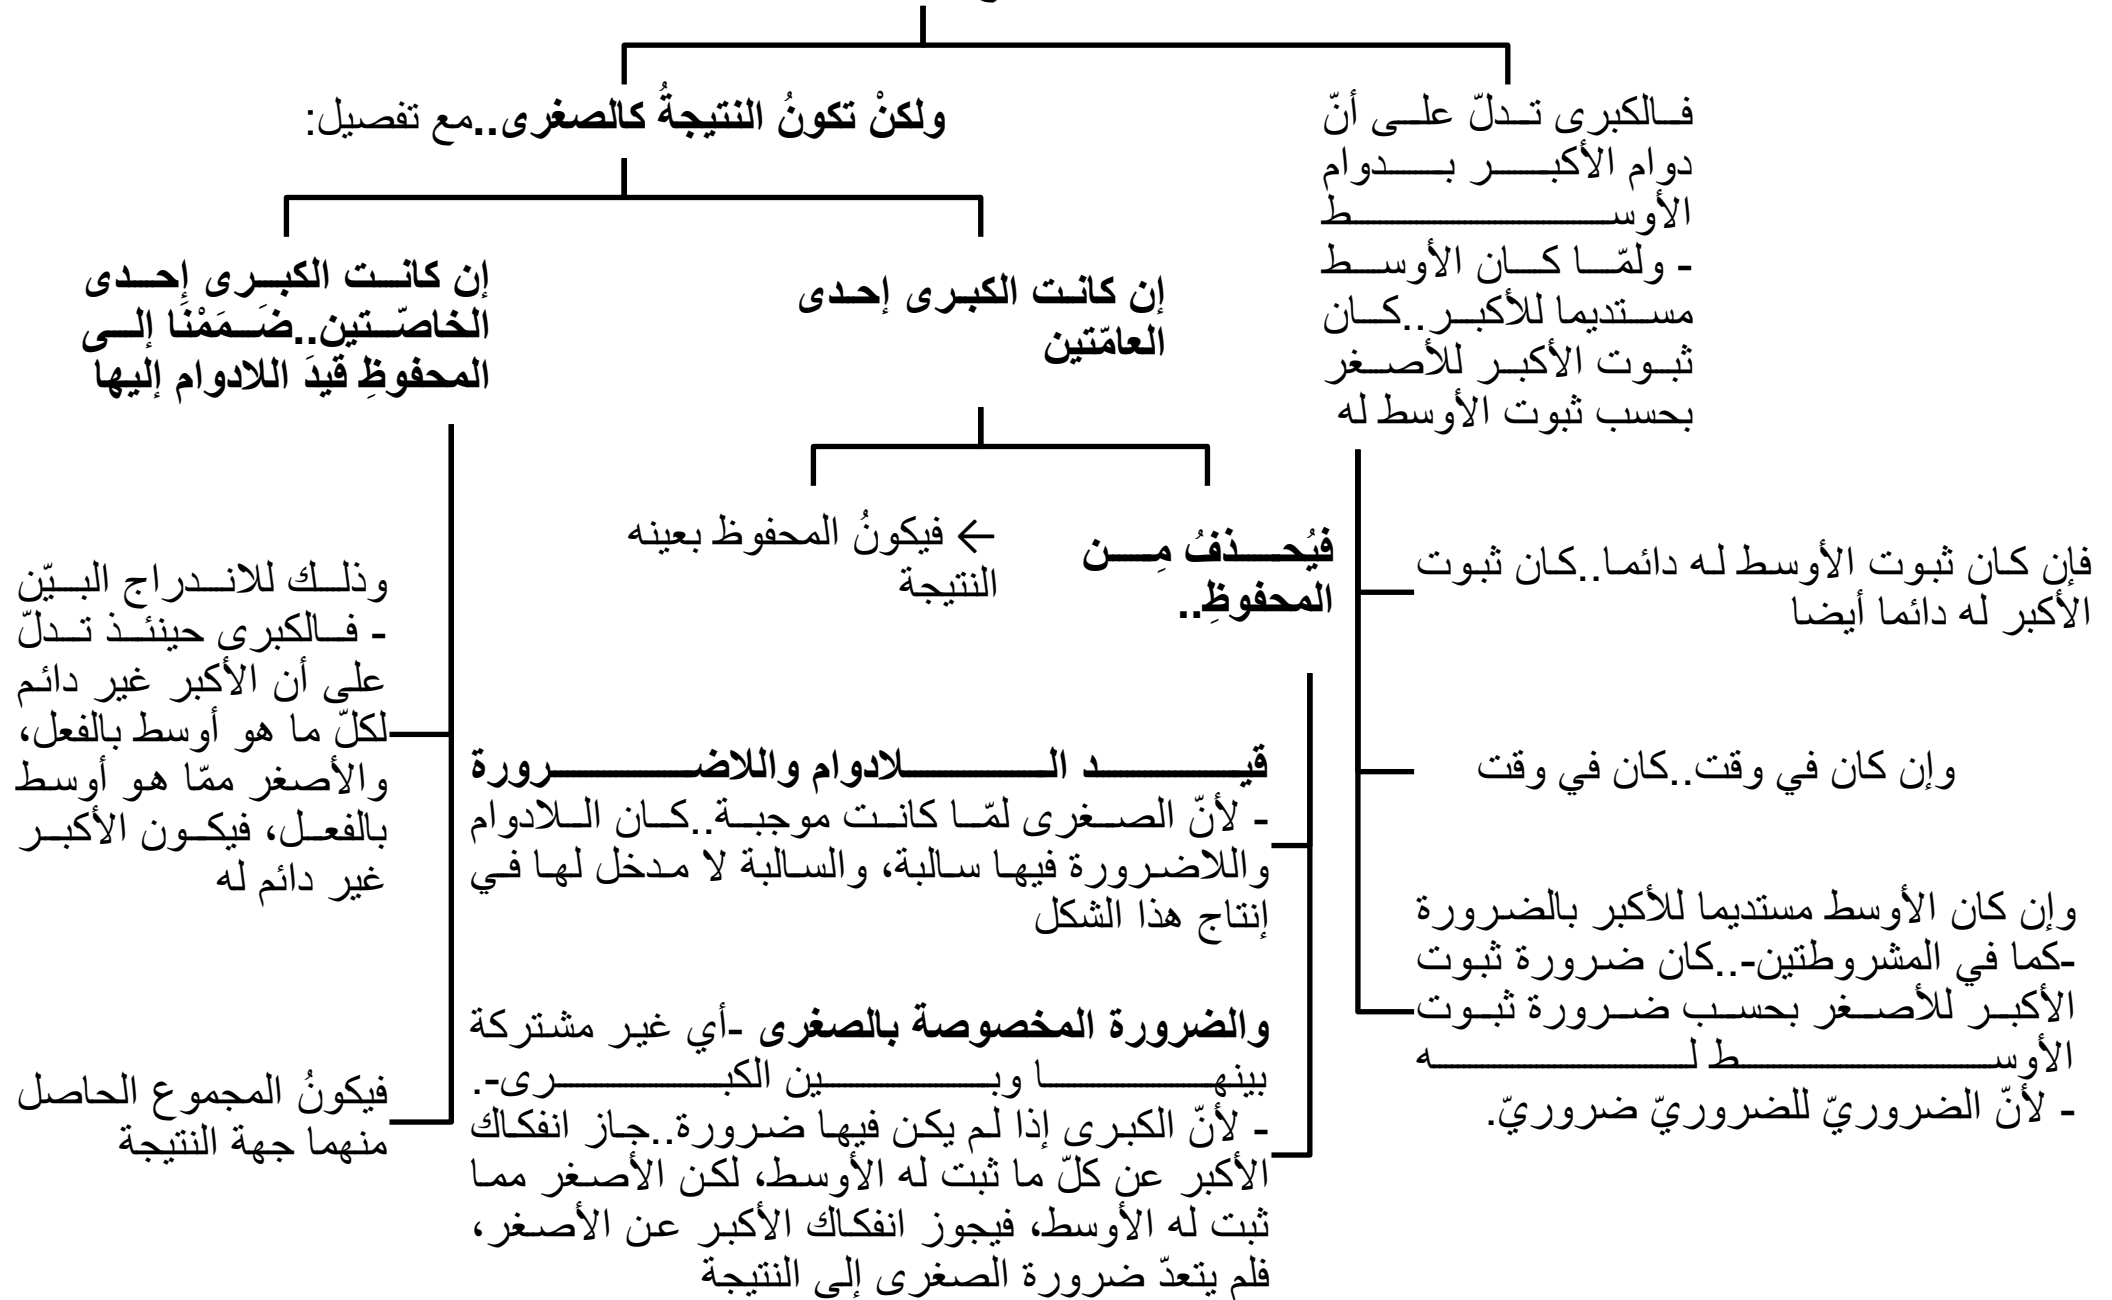 فالكبرى تدلّ على أنّ
دوام الأكبر بدوام
الأوسط
- ولمّا كان الأوسط
مستديما للأكبر..كان
ثبوت الأكبر للأصغر
بحسب ثبوت الأوسط له
فإن كان ثبوت الأوسط له دائما..كان ثبوت
الأكبر له دائما أيضا
وإن كان في وقت..كان في وقت
وإن كان الأوسط مستديما للأكبر بالضرورة
-كما في المشروطتين-..كان ضرورة ثبوت
الأكبر للأصغر بحسب ضرورة ثبوت
الأوسط له
- لأنّ الضروريّ للضروريّ ضروريّ.
ولكنْ تكونُ النتيجةُ كالصغرى..مع تفصيل:
إن كانت الكبرى إحدى
العامّتين
فيُحذفُ مِن
المحفوظِ..
قيد اللادوام واللاضرورة
- لأنّ الصغرى لمّا كانت موجبة..كان اللادوام
واللاضرورة فيها سالبة، والسالبة لا مدخل لها في
إنتاج هذا الشكل
والضرورة المخصوصة بالصغرى -أي غير مشتركة
بينها وبين الكبرى-.
- لأنّ الكبرى إذا لم يكن فيها ضرورة..جاز انفكاك
الأكبر عن كلّ ما ثبت له الأوسط، لكن الأصغر مما
ثبت له الأوسط، فيجوز انفكاك الأكبر عن الأصغر،
فلم يتعدّ ضرورة الصغرى إلى النتيجة
← فيكونُ المحفوظ بعينه
النتيجة
إن كانت الكبرى إحدى
الخاصّتين..ضَمَمْنَا إلى
المحفوظِ قيدَ اللادوام إليها
وذلك للاندراج البيّن
- فالكبرى حينئذ تدلّ
على أن الأكبر غير دائم
لكلّ ما هو أوسط بالفعل،
والأصغر ممّا هو أوسط
بالفعل، فيكون الأكبر
غير دائم له
فيكونُ المجموع الحاصل
منهما جهة النتيجة